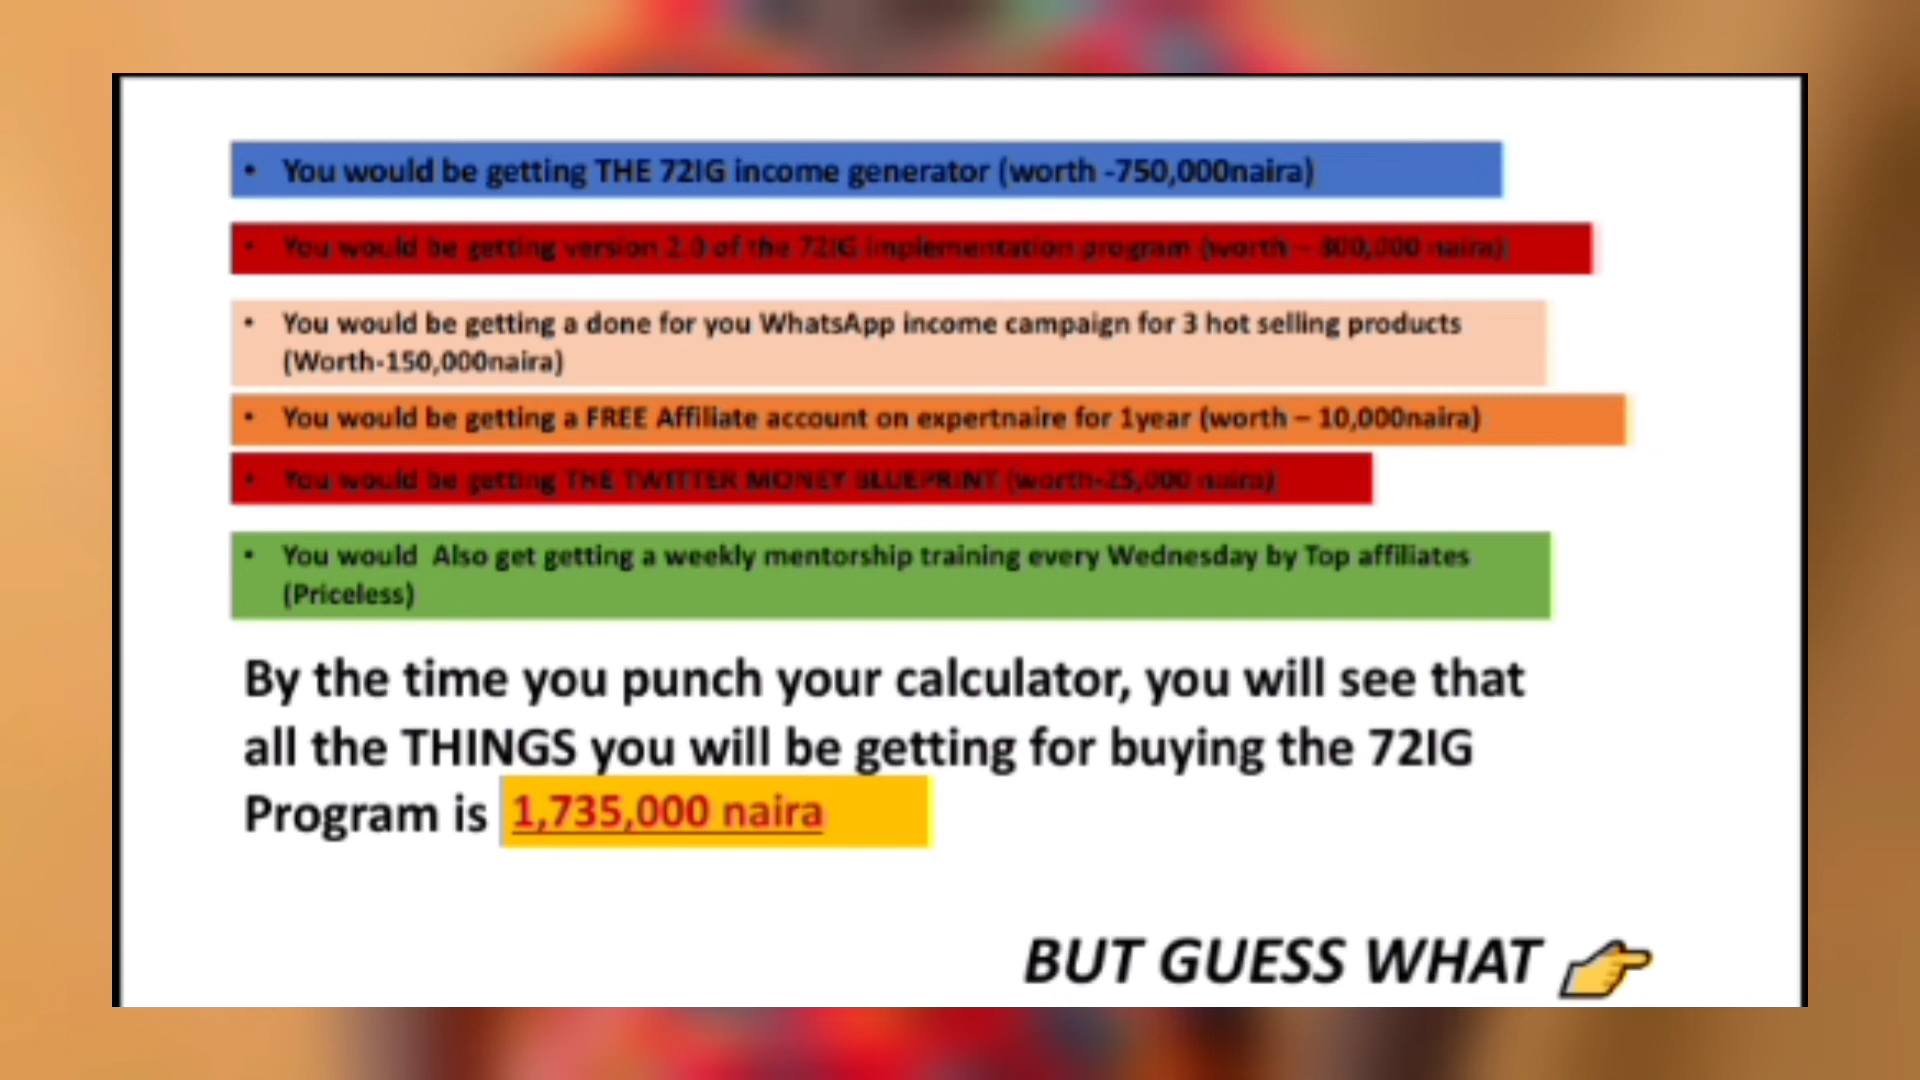 • You would be getting THE 72IG income generator (worth -750,000naira)
• You would be getting version 2.0 of the 72IG implementation program (worth – 800,000 naira)
• You would be getting a done for you WhatsApp income campaign for 3 hot selling products
(Worth-150,000naira)
• You would be getting a FREE Affiliate account on expertnaire for 1year (worth – 10,000naira)
• You would be getting THE TWITTER MONEY BLUEPRINT (worth-25,000 naira)
• You would Also get getting a weekly mentorship training every Wednesday by Top affiliates
(Priceless)
By the time you punch your calculator, you will see that
all the THINGS you will be getting for buying the 72IG
Program is 1,735,000 naira
BUT GUESS WHAT